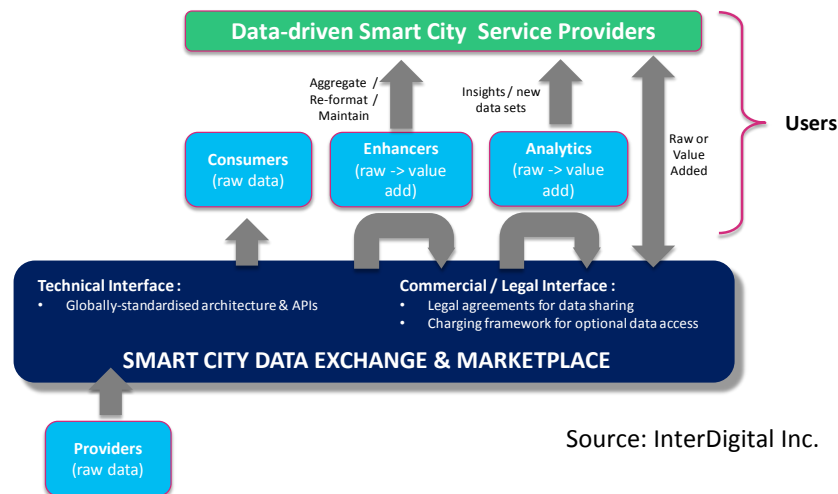 Data-driven Smart City Service Providers
Aggregate /
Re-format /
Maintain
Insights / new
data sets
Raw or
Value
Added
Users
Consumers
(raw data)
Enhancers
(raw -> value
add)
Analytics
(raw -> value
add)
Technical Interface :
• Globally-standardised architecture & APIs
Commercial / Legal Interface :
• Legal agreements for data sharing
• Charging framework for optional data access
SMART CITY DATA EXCHANGE & MARKETPLACE
Providers
(raw data)
Source: InterDigital Inc.